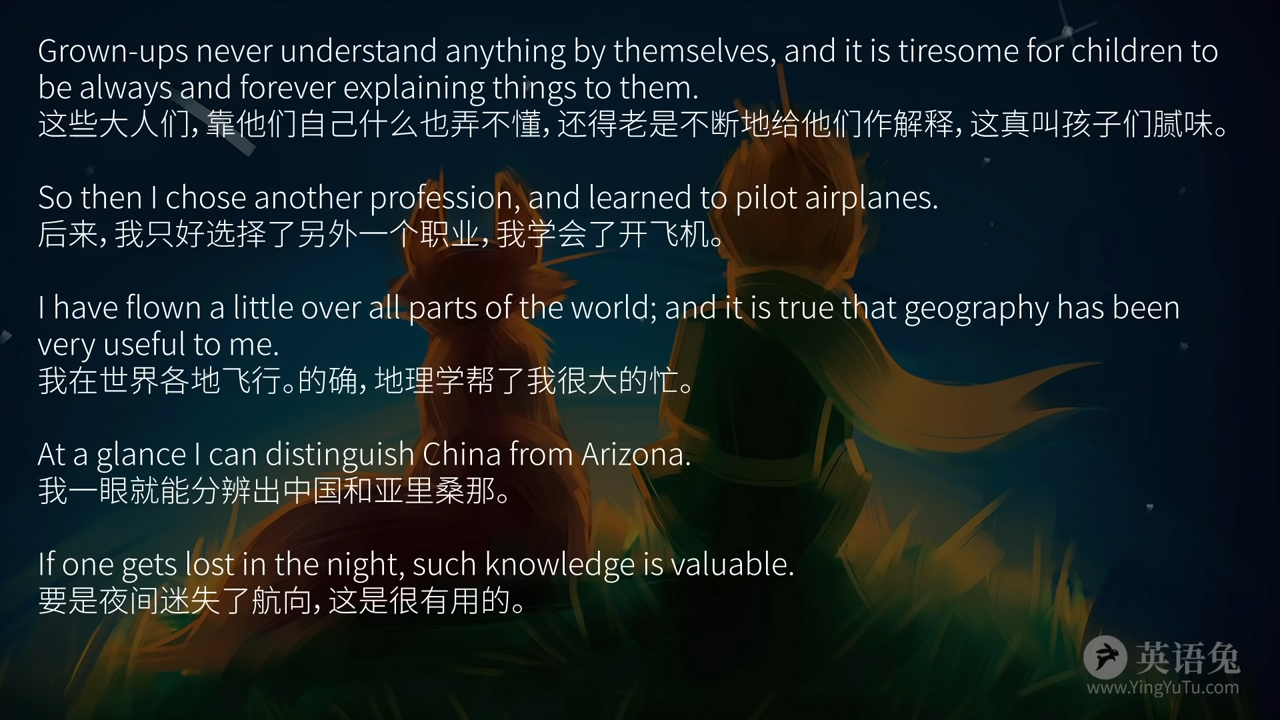 Grown-ups never understand anything by themselves, and it is tiresome for children to
be always and forever explaining things to them.
这些大人们，靠他们自己什么也弄不懂，还得老是不断地给他们作解释，这真叫孩子们腻味。
So then I chose another profession, and learned to pilot airplanes.
后来，我只好选择了另外一个职业，我学会了开飞机。
I have flown a little over all parts of the world; and it is true that geography has been
very useful to me.
我在世界各地飞行。的确，地理学帮了我很大的忙。
At a glance I can distinguish China from Arizona.
我一眼就能分辨出中国和亚里桑那。
If one gets lost in the night, such knowledge is valuable.
要是夜间迷失了航向，这是很有用的。
英语兔
www.YingYuTu.com